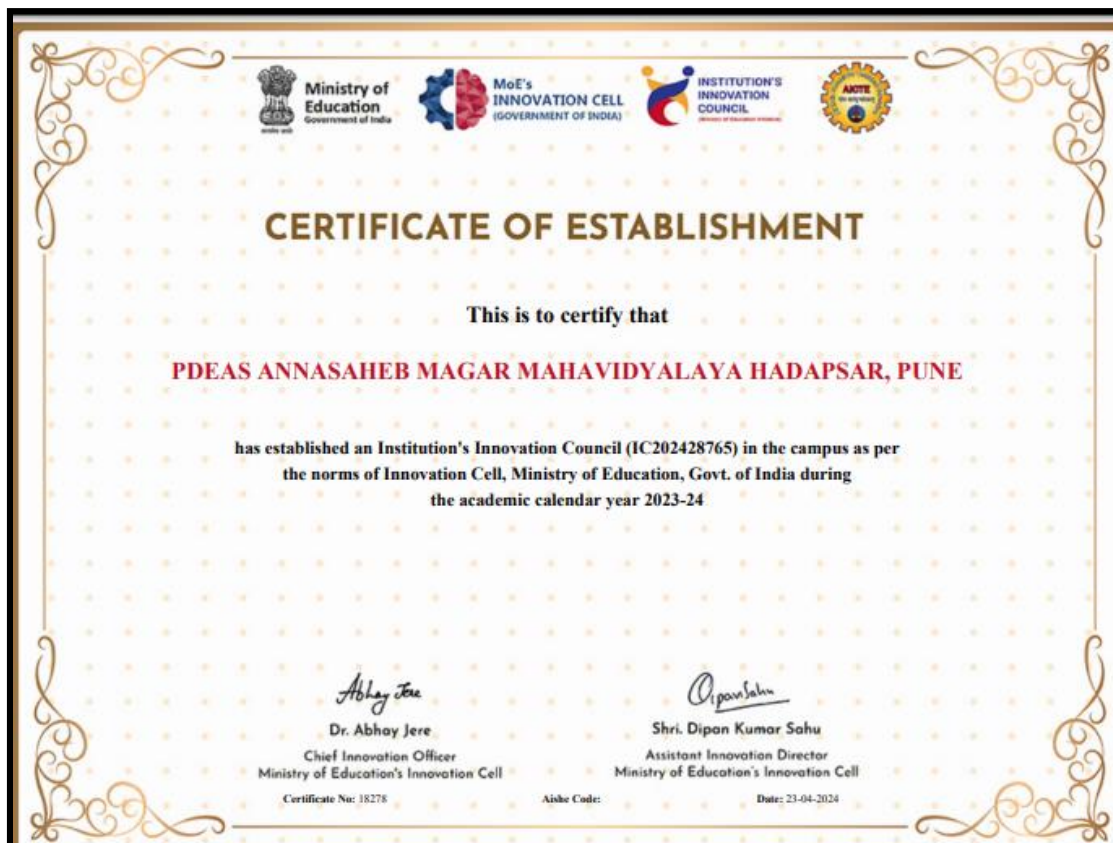 Ministry of
Education
Government of India
MoE's
INNOVATION CELL
(GOVERNMENT OF INDIA)
INSTITUTION'S
INNOVATION
COUNCIL
(Ministry of Education Initiative)
AICTE
CERTIFICATE OF ESTABLISHMENT
This is to certify that
PDEAS ANNASAHEB MAGAR MAHAVIDYALAYA HADAPSAR, PUNE
has established an Institution's Innovation Council (IC202428765) in the campus as per
the norms of Innovation Cell, Ministry of Education, Govt. of India during
the academic calendar year 2023-24
Abhay Jere
Dipan Sahu
Dr. Abhay Jere
Shri. Dipan Kumar Sahu
Chief Innovation Officer
Assistant Innovation Director
Ministry of Education's Innovation Cell
Ministry of Education's Innovation Cell
Certificate No: 18278
Aishe Code:
Date: 23-04-2024